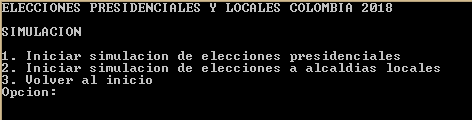 ELECCIONES PRESIDENCIALES Y LOCALES COLOMBIA 2018
SIMULACION
1. Iniciar simulacion de elecciones presidenciales
2. Iniciar simulacion de elecciones a alcaldias locales
3. Volver al inicio
Opcion: